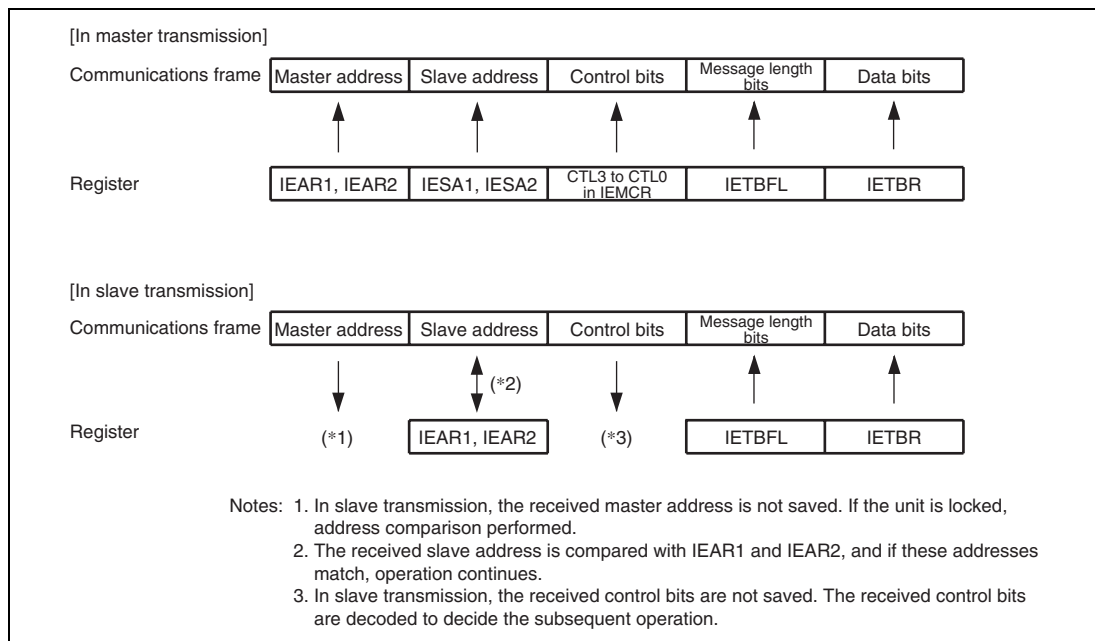 [In master transmission]
Communications frame Master address Slave address Control bits Message length bits Data bits
Register IEAR1, IEAR2 IESA1, IESA2 CTL3 to CTL0 in IEMCR IETBFL IETBR
[In slave transmission]
Communications frame Master address Slave address Control bits Message length bits Data bits
(*2)
Register (*1) IEAR1, IEAR2 (*3) IETBFL IETBR
Notes: 1. In slave transmission, the received master address is not saved. If the unit is locked,
address comparison performed.
2. The received slave address is compared with IEAR1 and IEAR2, and if these addresses
match, operation continues.
3. In slave transmission, the received control bits are not saved. The received control bits
are decoded to decide the subsequent operation.